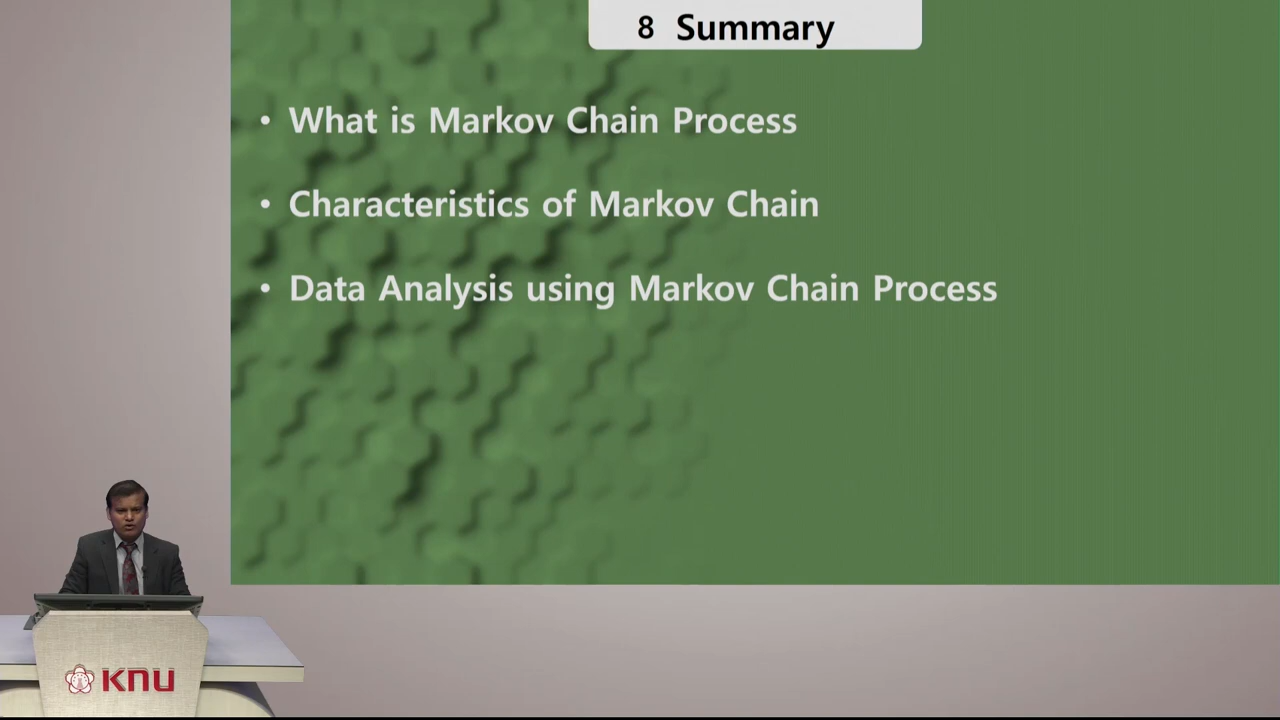 8 Summary
• What is Markov Chain Process
• Characteristics of Markov Chain
• Data Analysis using Markov Chain Process
KNU